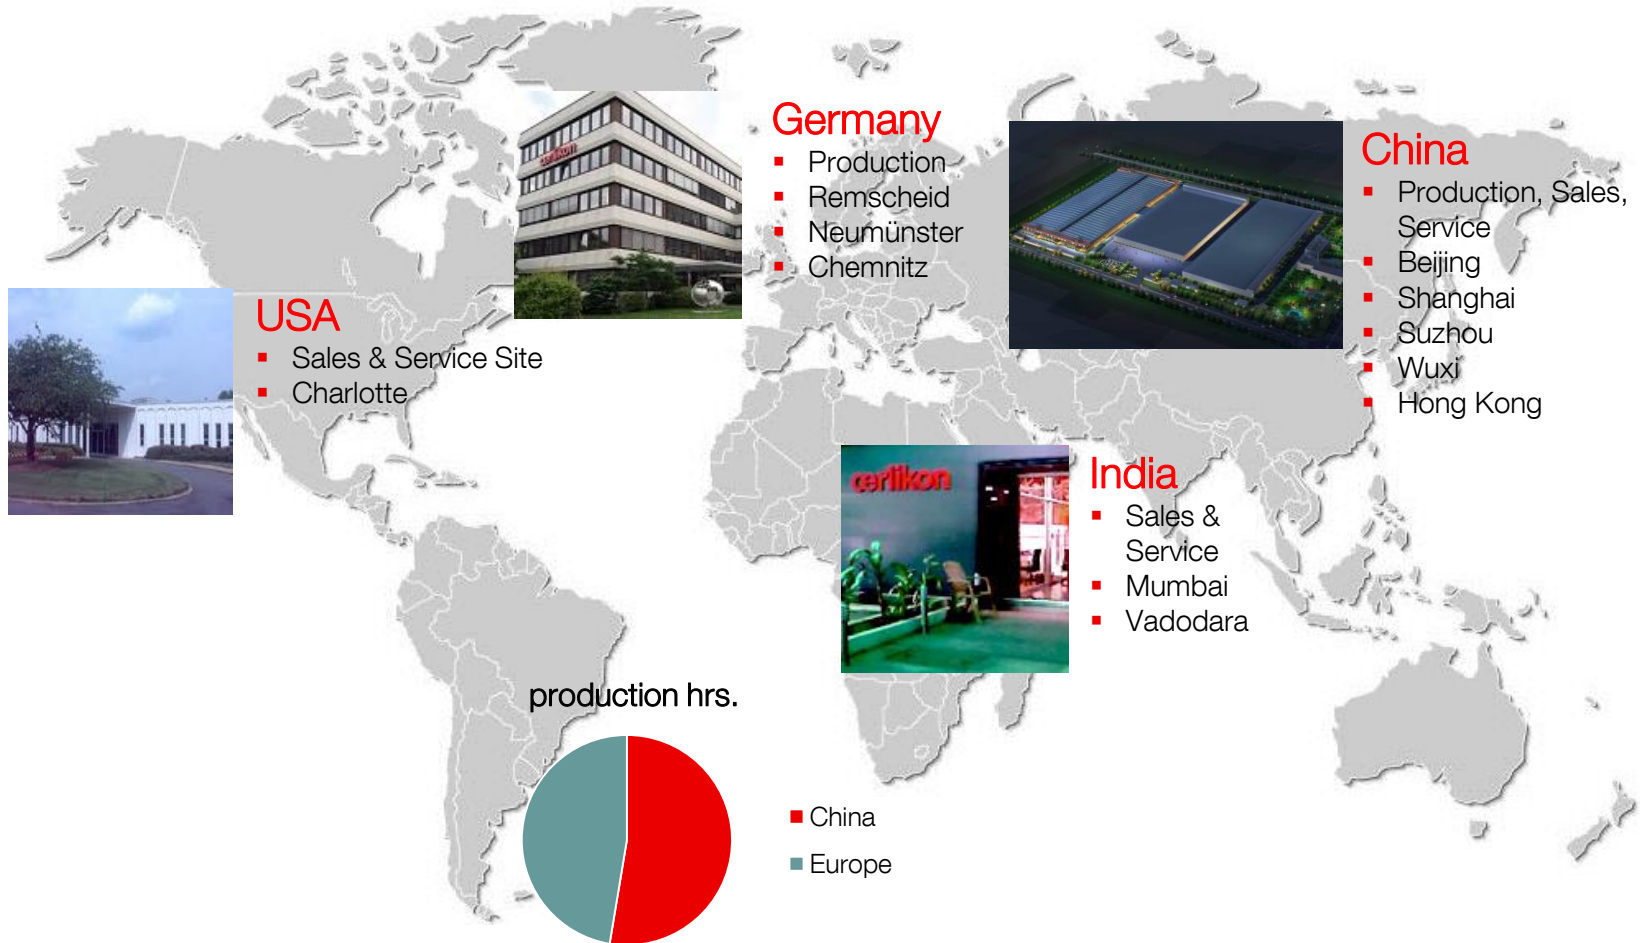 Germany
Production
Remscheid
Neumünster
Chemnitz
oerlikon
China
Production, Sales,
Service
Beijing
Shanghai
Suzhou
Wuxi
Hong Kong
USA
Sales & Service Site
Charlotte
oerlikon
India
Sales &
Service
Mumbai
Vadodara
production hrs.
China
Europe